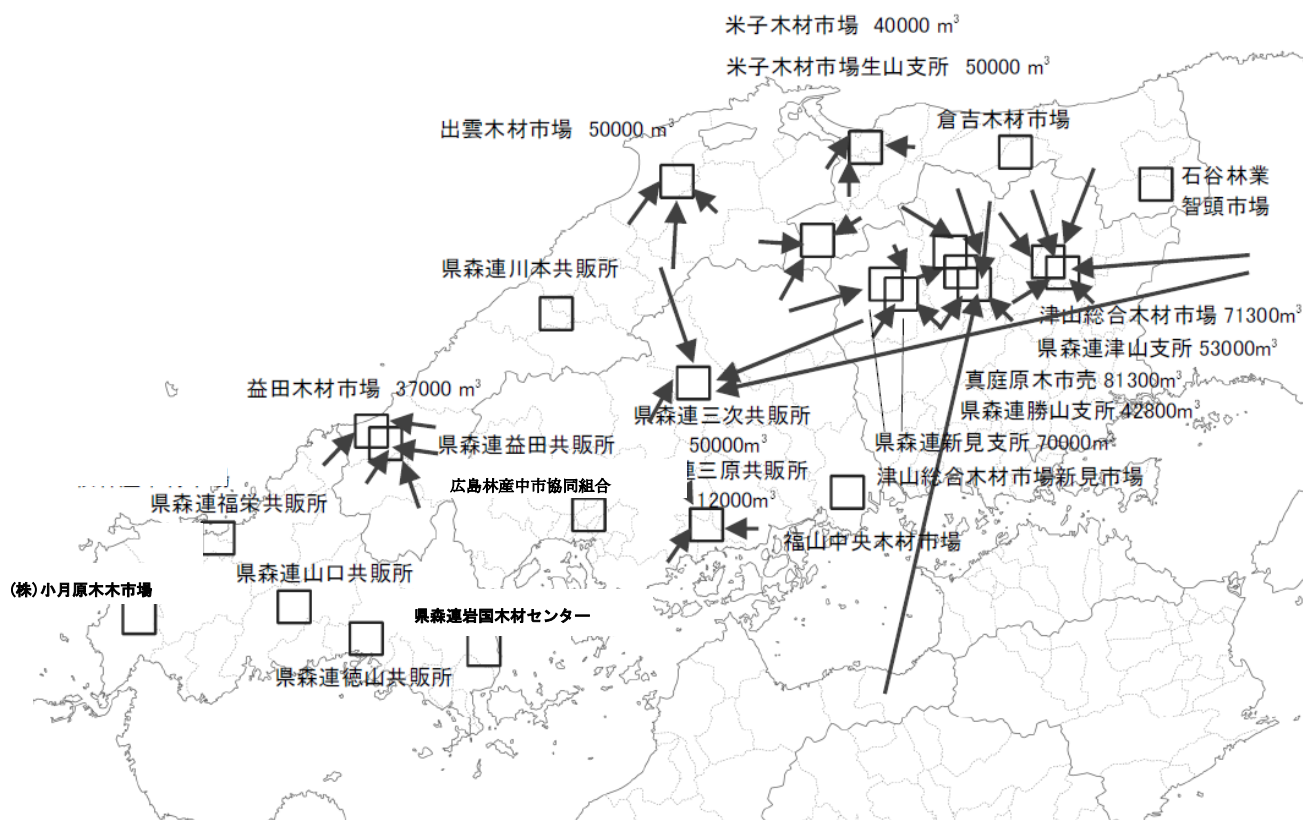 米子木材市場 40000 m³
米子木材市場生山支所 50000 m³
出雲木材市場 50000 m³
倉吉木材市場
石谷林業
智頭市場
県森連川本共販所
津山総合木材市場 71300m³
県森連津山支所 53000m³
真庭原木市売 81300m³
県森連勝山支所 42800m³
県森連新見支所 70000m³
津山総合木材市場新見市場
益田木材市場 37000 m³
県森連益田共販所
県森連三次共販所
50000m³
連三原共販所
12000m³
広島林産中市協同組合
福山中央木材市場
県森連福栄共販所
県森連山口共販所
(株)小月原木木市場
県森連岩国木材センター
県森連徳山共販所